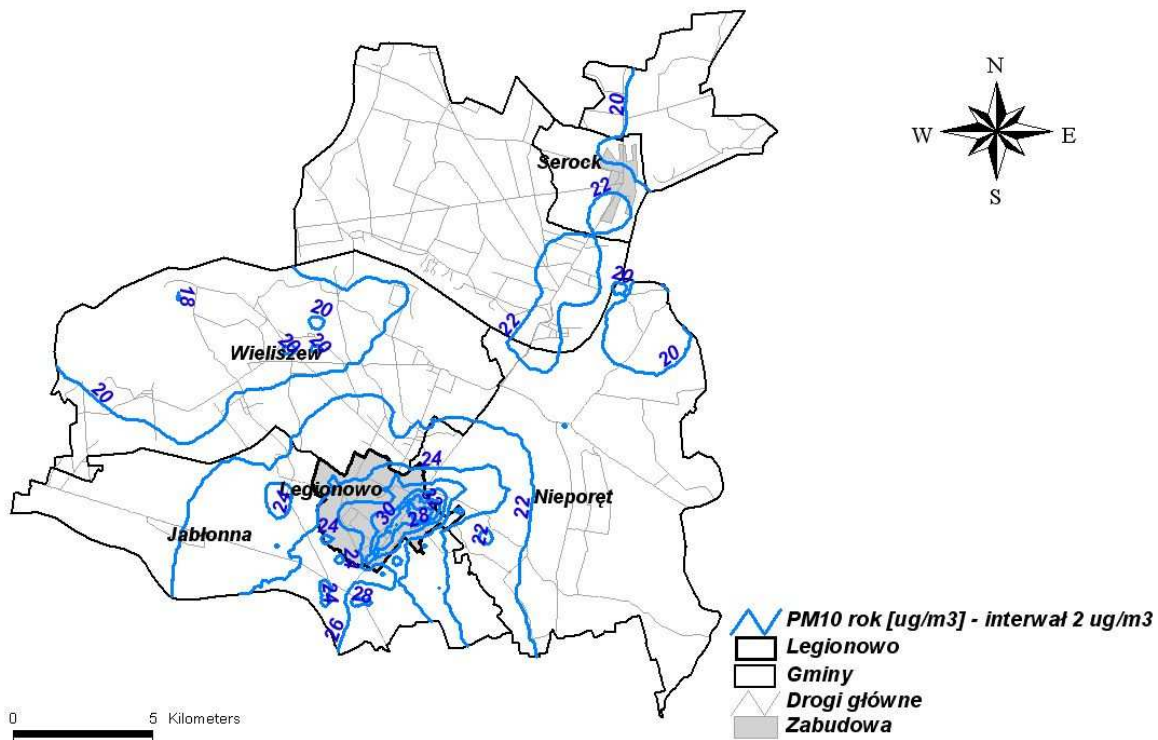 N
W E
S
20
Serock
22
20
22
18
20
20 20
Wieliszew
20
20
24
Legionowo
24
30
28
22
Nieporęt
24
Jabłonna
22
24
24
28
26
PM10 rok [ug/m3] - interwał 2 ug/m3
Legionowo
Gminy
Drogi główne
Zabudowa
0 5 Kilometers